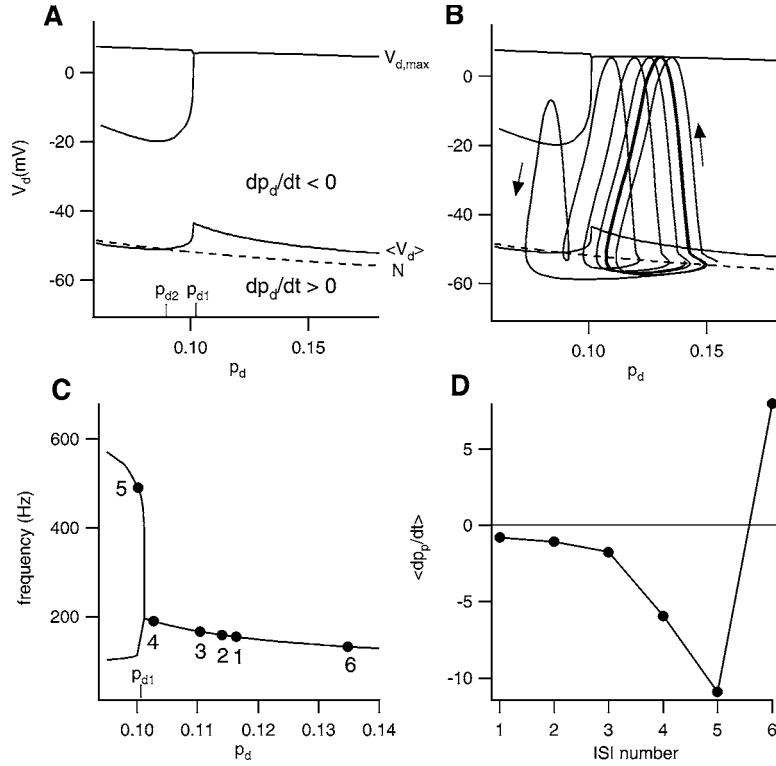 A
0
-20
-40
-60
V_d(mV)
V_d,max
dp_d/dt < 0
<V_d>
N
dp_d/dt > 0
p_d2 p_d1
0.10 0.15
p_d
B
0
-20
-40
-60
0.10 0.15
p_d
C
600
400
200
frequency (Hz)
5
4 3 2 1 6
p_d1
0.10 0.11 0.12 0.13 0.14
p_d
D
5
0
-5
-10
<dp_p/dt>
1 2 3 4 5 6
ISI number